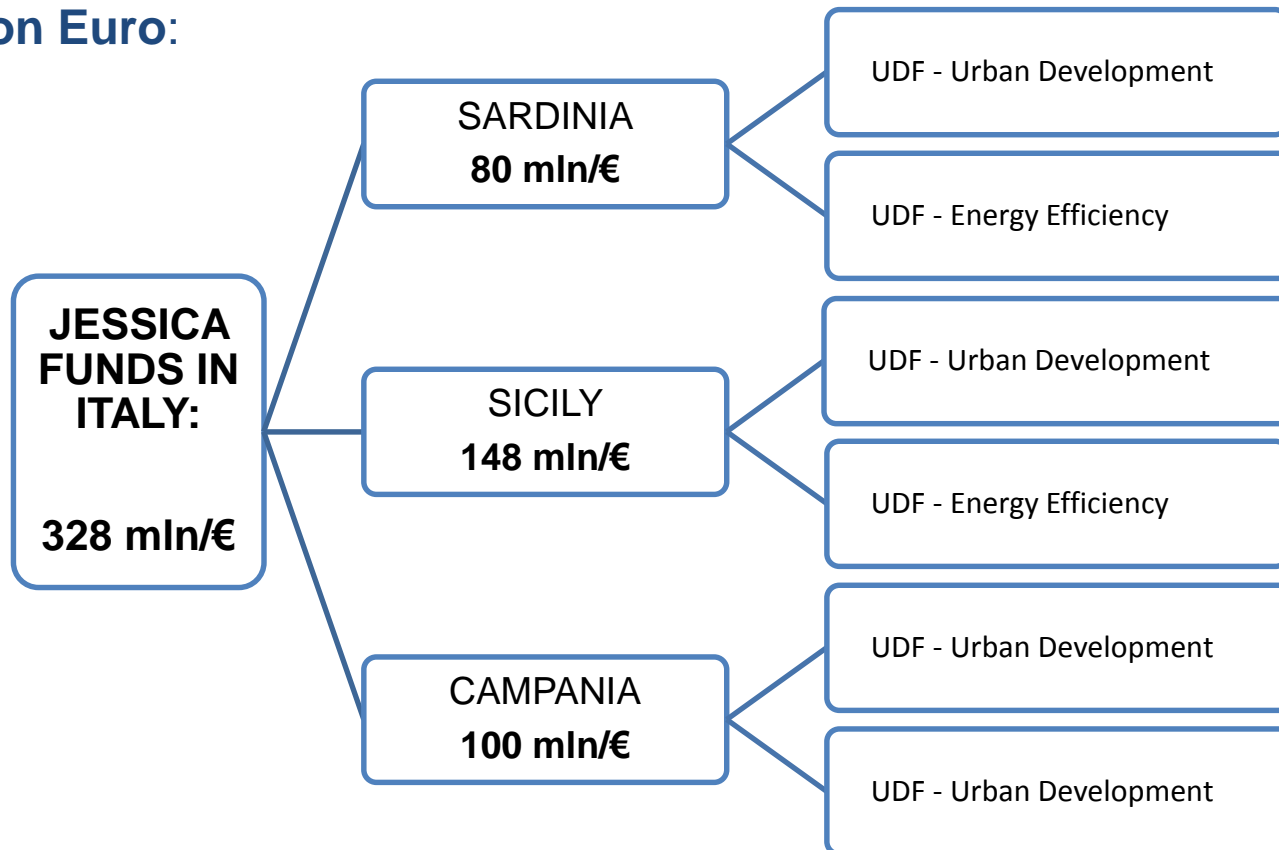 on Euro:
JESSICA
FUNDS IN
ITALY:
328 mln/€
SARDINIA
80 mln/€
UDF - Urban Development
UDF - Energy Efficiency
SICILY
148 mln/€
UDF - Urban Development
UDF - Energy Efficiency
CAMPANIA
100 mln/€
UDF - Urban Development
UDF - Urban Development